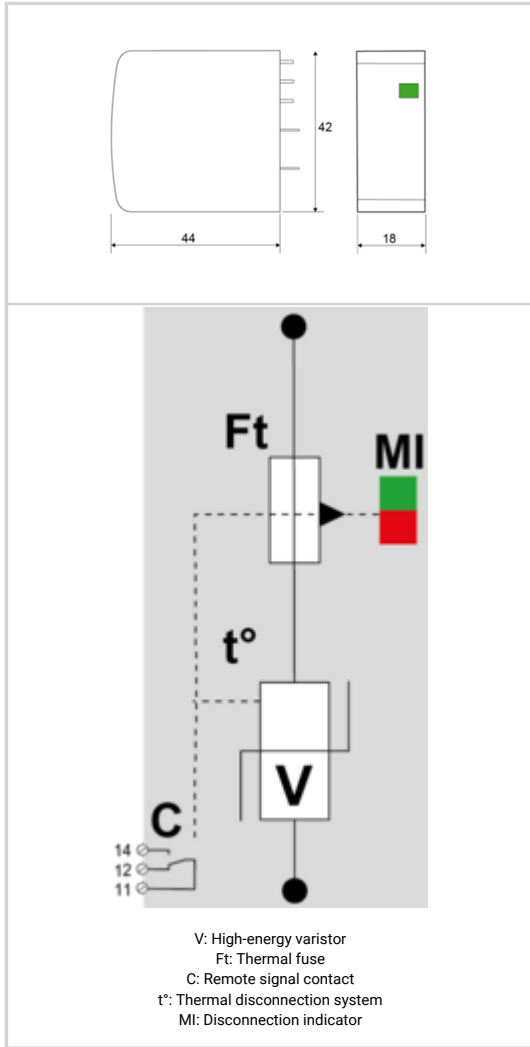 42
44
18
Ft
MI
t°
V
C
14
12
11
V: High-energy varistor
Ft: Thermal fuse
C: Remote signal contact
t°: Thermal disconnection system
MI: Disconnection indicator